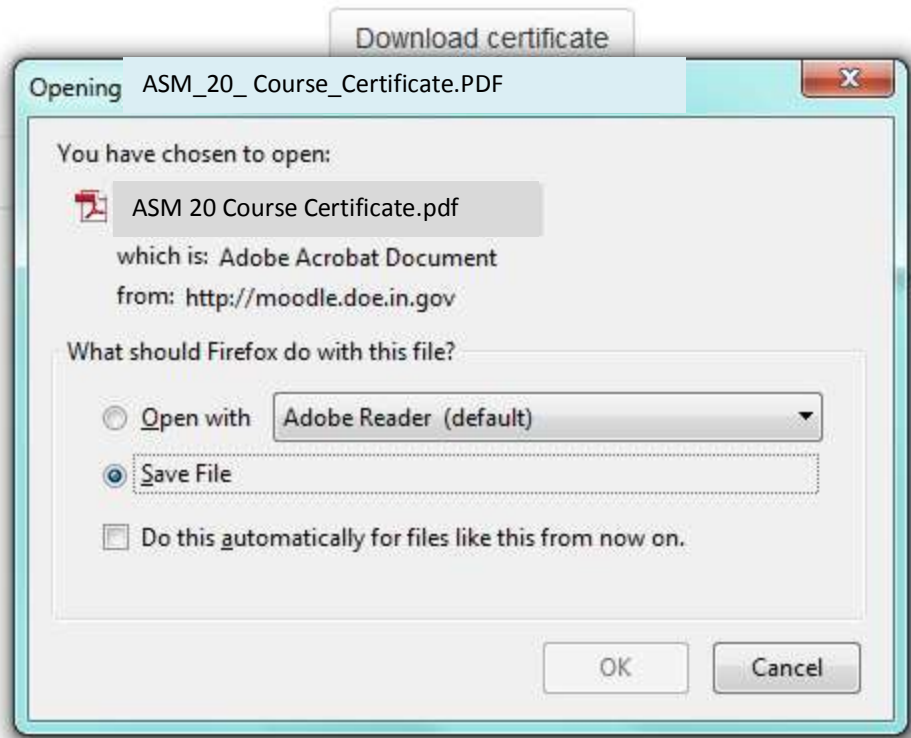 Download certificate
Opening ASM_20_ Course_Certificate.PDF
You have chosen to open:
ASM 20 Course Certificate.pdf
which is: Adobe Acrobat Document
from: http://moodle.doe.in.gov
What should Firefox do with this file?
Open with Adobe Reader (default)
Save File
Do this automatically for files like this from now on.
OK Cancel